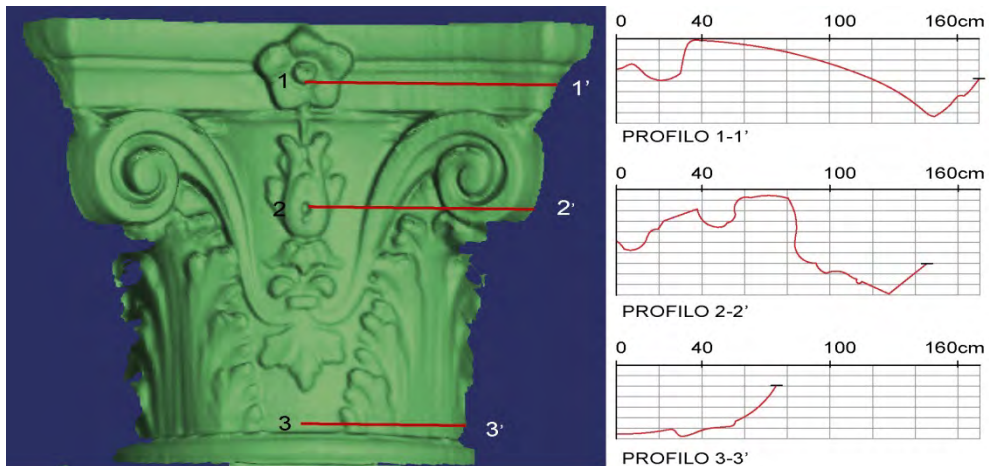 1 1’
2 2’
3 3’
0 40 100 160cm
PROFILO 1-1’
0 40 100 160cm
PROFILO 2-2’
0 40 100 160cm
PROFILO 3-3’